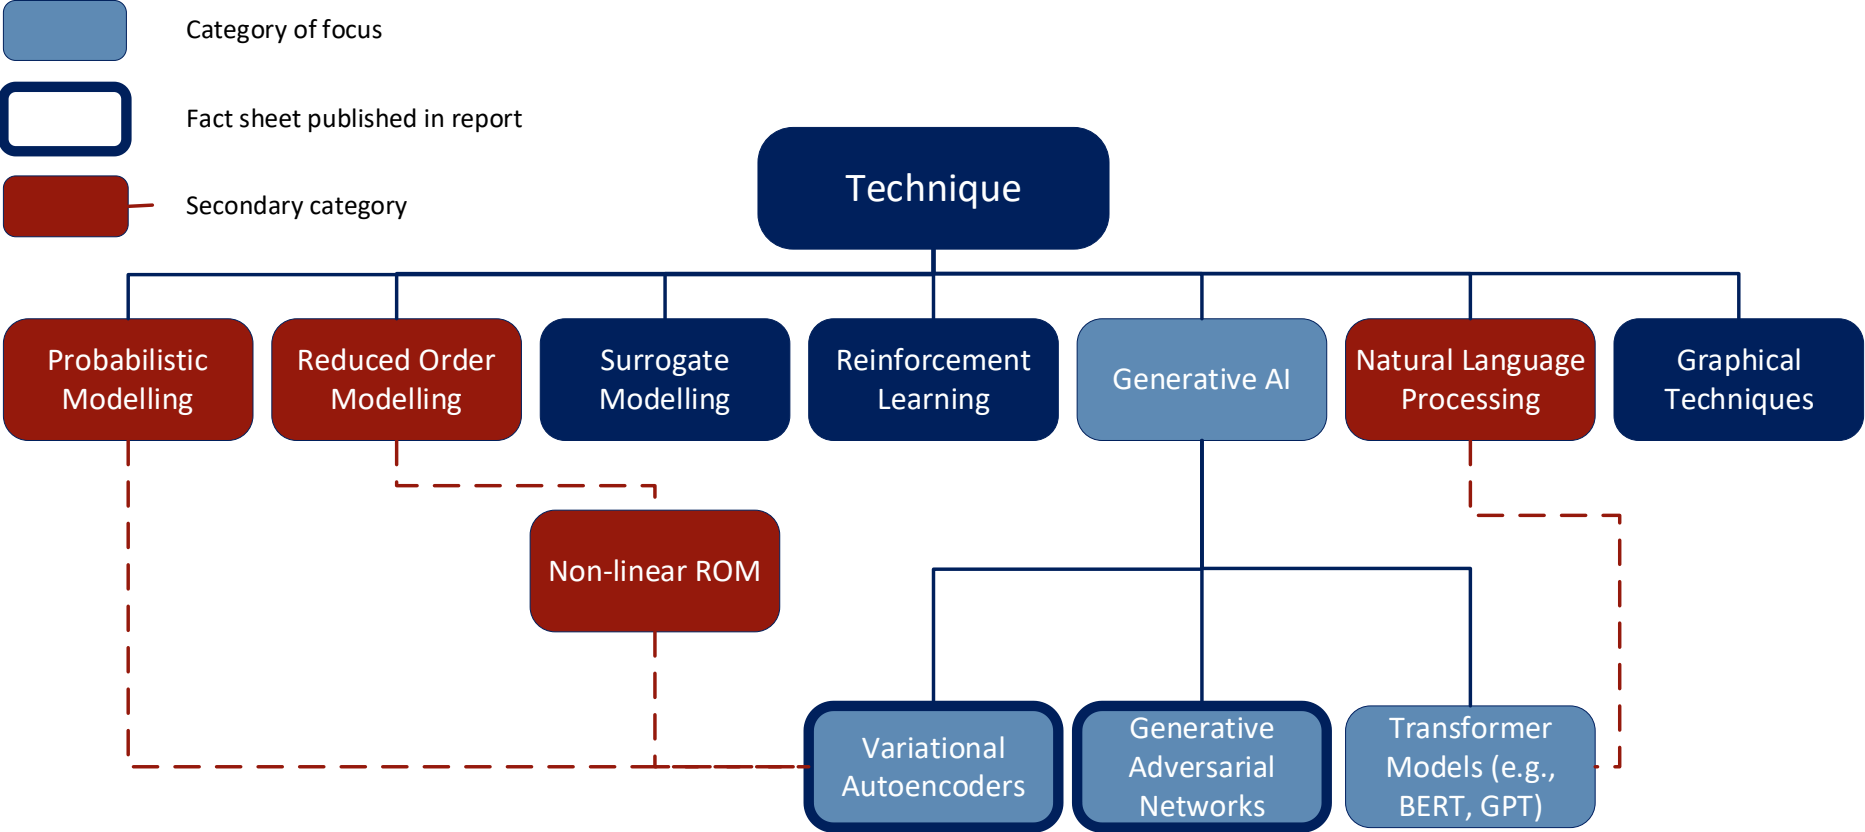 Category of focus
Fact sheet published in report
Secondary category
Technique
Probabilistic
Modelling
Reduced Order
Modelling
Surrogate
Modelling
Reinforcement
Learning
Generative AI
Natural Language
Processing
Graphical
Techniques
Non-linear ROM
Variational
Autoencoders
Generative
Adversarial
Networks
Transformer
Models (e.g.,
BERT, GPT)